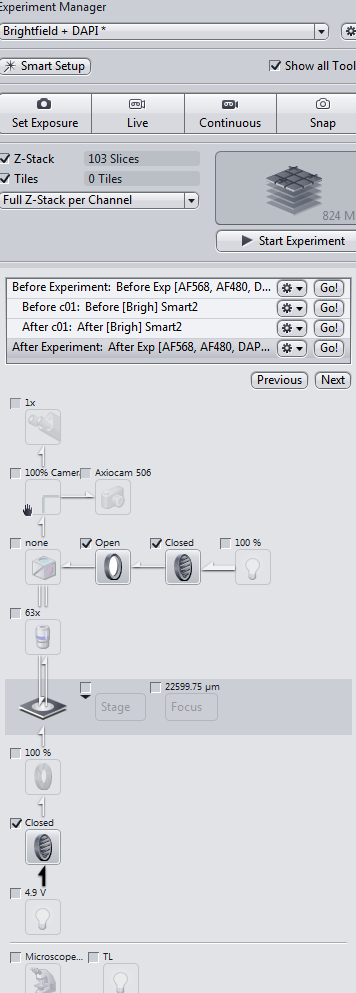 Experiment Manager
Brightfield + DAPI *
Smart Setup
Show all Tool
Set Exposure
Live
Continuous
Snap
Z-Stack
103 Slices
Tiles
0 Tiles
Full Z-Stack per Channel
824 M
Start Experiment
Before Experiment: Before Exp [AF568, AF480, D... Go!
Before c01: Before [Brigh] Smart2 Go!
After c01: After [Brigh] Smart2 Go!
After Experiment: After Exp [AF568, AF480, DAP... Go!
Previous Next
1x
100% Camer Axiocam 506
none Open Closed 100 %
63x
22599.75 µm
Stage Focus
100 %
Closed
4.9 V
Microscope... TL